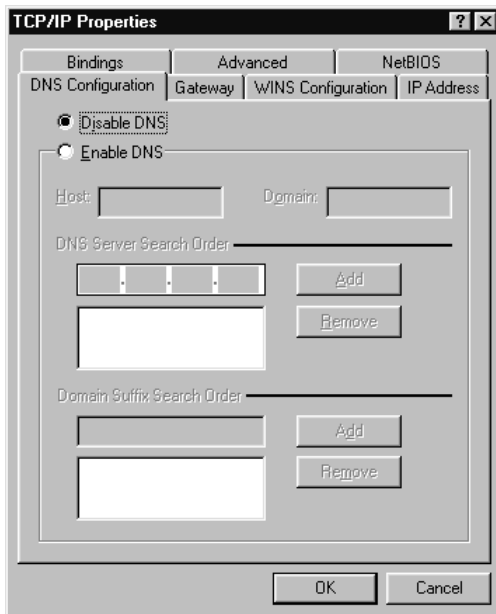 TCP/IP Properties
Bindings Advanced NetBIOS
DNS Configuration Gateway WINS Configuration IP Address
Disable DNS
Enable DNS
Host: Domain:
DNS Server Search Order
Add
Remove
Domain Suffix Search Order
Add
Remove
OK Cancel